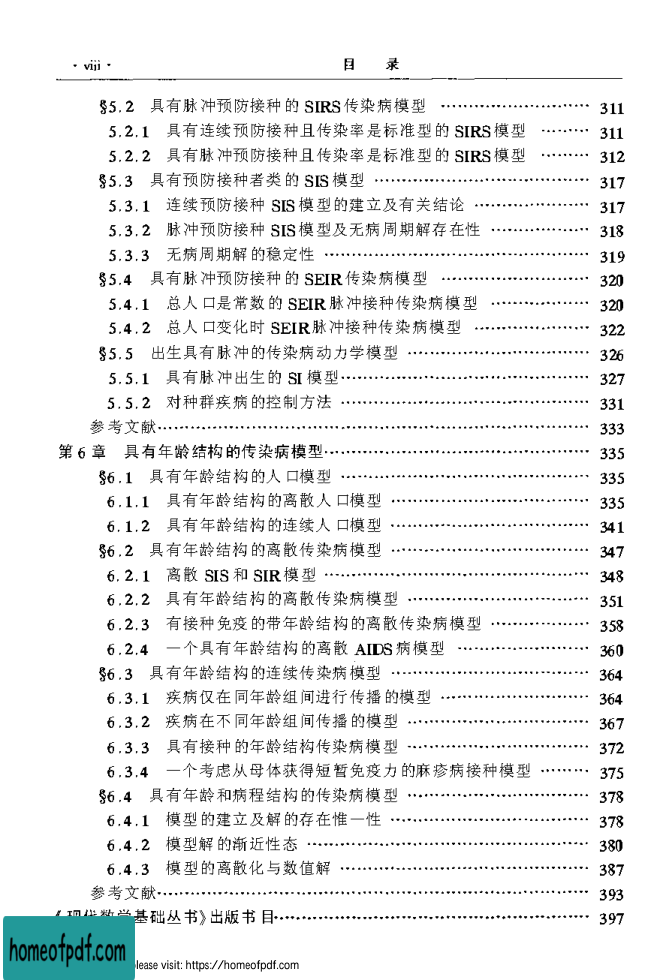 · viii · 目 录
§5.2 具有脉冲预防接种的 SIRS 传染病模型 ………………………… 311
5.2.1 具有连续预防接种且传染率是标准型的 SIRS 模型 ……… 311
5.2.2 具有脉冲预防接种且传染率是标准型的 SIRS 模型 ……… 312
§5.3 具有预防接种者类的 SIS 模型 ………………………………… 317
5.3.1 连续预防接种 SIS 模型的建立及有关结论 ……………… 317
5.3.2 脉冲预防接种 SIS 模型及无病周期解存在性 …………… 318
5.3.3 无病周期解的稳定性 ……………………………………… 319
§5.4 具有脉冲预防接种的 SEIR 传染病模型 ……………………… 320
5.4.1 总人口是常数的 SEIR 脉冲接种传染病模型 …………… 320
5.4.2 总人口变化时 SEIR 脉冲接种传染病模型 ……………… 322
§5.5 出生具有脉冲的传染病动力学模型 …………………………… 326
5.5.1 具有脉冲出生的 SI 模型 ………………………………… 327
5.5.2 对种群疾病的控制方法 …………………………………… 331
参考文献 ……………………………………………………………… 333
第 6 章 具有年龄结构的传染病模型 ……………………………… 335
§6.1 具有年龄结构的人口模型 ……………………………………… 335
6.1.1 具有年龄结构的离散人口模型 …………………………… 335
6.1.2 具有年龄结构的连续人口模型 …………………………… 341
§6.2 具有年龄结构的离散传染病模型 ……………………………… 347
6.2.1 离散 SIS 和 SIR 模型 …………………………………… 348
6.2.2 具有年龄结构的离散传染病模型 ………………………… 351
6.2.3 有接种免疫的带年龄结构的离散传染病模型 …………… 358
6.2.4 一个具有年龄结构的离散 AIDS 病模型 ………………… 360
§6.3 具有年龄结构的连续传染病模型 ……………………………… 364
6.3.1 疾病仅在同年龄组间进行传播的模型 …………………… 364
6.3.2 疾病在不同年龄组间传播的模型 ………………………… 367
6.3.3 具有接种的年龄结构传染病模型 ………………………… 372
6.3.4 一个考虑从母体获得短暂免疫力的麻疹病接种模型 …… 375
§6.4 具有年龄和病程结构的传染病模型 …………………………… 378
6.4.1 模型的建立及解的存在惟一性 …………………………… 378
6.4.2 模型解的渐近性态 ………………………………………… 380
6.4.3 模型的离散化与数值解 …………………………………… 387
参考文献 ……………………………………………………………… 393
《现代数学基础丛书》出版书目 …………………………………… 397
homeofpdf.com
lease visit: https://homeofpdf.com